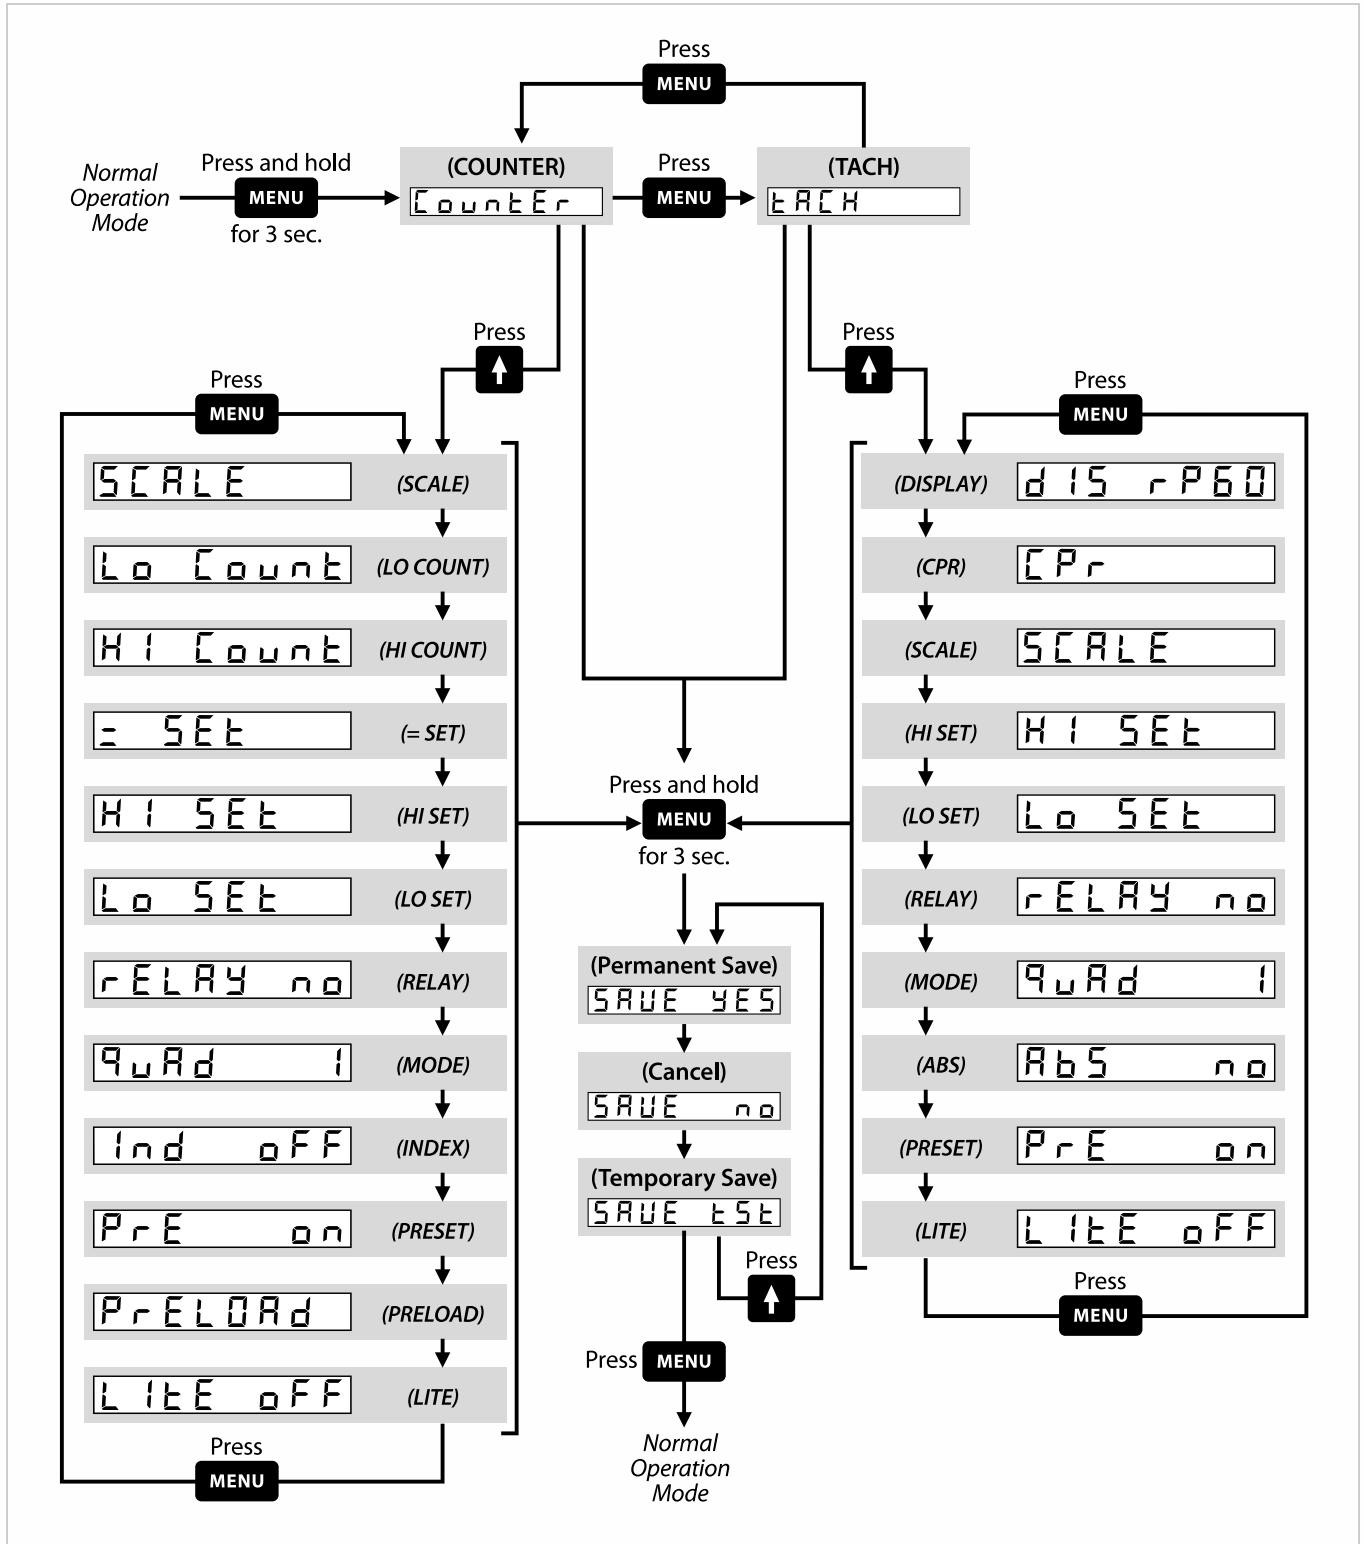 Press
MENU
Normal
Operation
Mode
Press and hold
MENU
for 3 sec.
(COUNTER)
CountEr
Press
MENU
(TACH)
tACH
Press
Press
Press
MENU
SCALE (SCALE)
Lo Count (LO COUNT)
HI Count (HI COUNT)
= SEt (= SET)
HI SEt (HI SET)
Lo SEt (LO SET)
rELAY no (RELAY)
quAd 1 (MODE)
Ind oFF (INDEX)
PrE on (PRESET)
PrELOAd (PRELOAD)
LItE oFF (LITE)
Press
MENU
Press and hold
MENU
for 3 sec.
(Permanent Save)
SAVE YES
(Cancel)
SAVE no
(Temporary Save)
SAVE tSt
Press
Press MENU
Normal
Operation
Mode
Press
MENU
(DISPLAY) dIS rP60
(CPR) CPr
(SCALE) SCALE
(HI SET) HI SEt
(LO SET) Lo SEt
(RELAY) rELAY no
(MODE) quAd 1
(ABS) AbS no
(PRESET) PrE on
(LITE) LItE oFF
Press
MENU